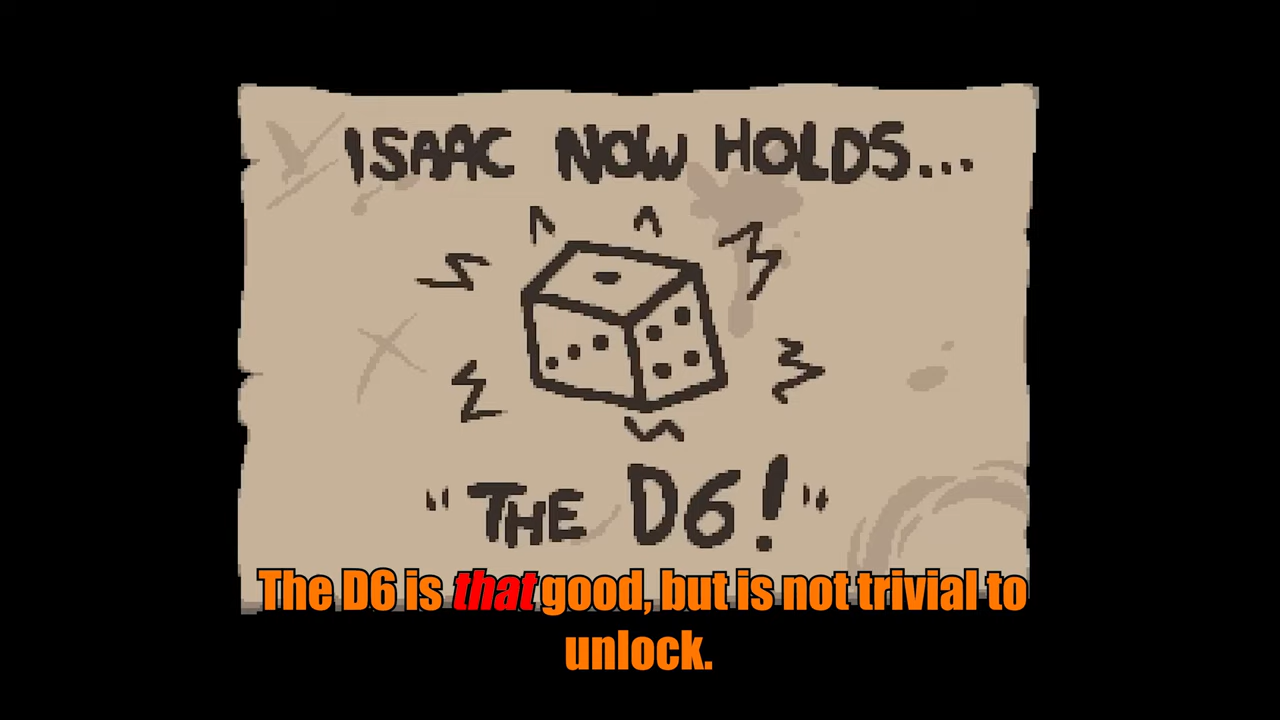 ISAAC NOW HOLDS...
"THE D6!"
The D6 is that good, but is not trivial to
unlock.